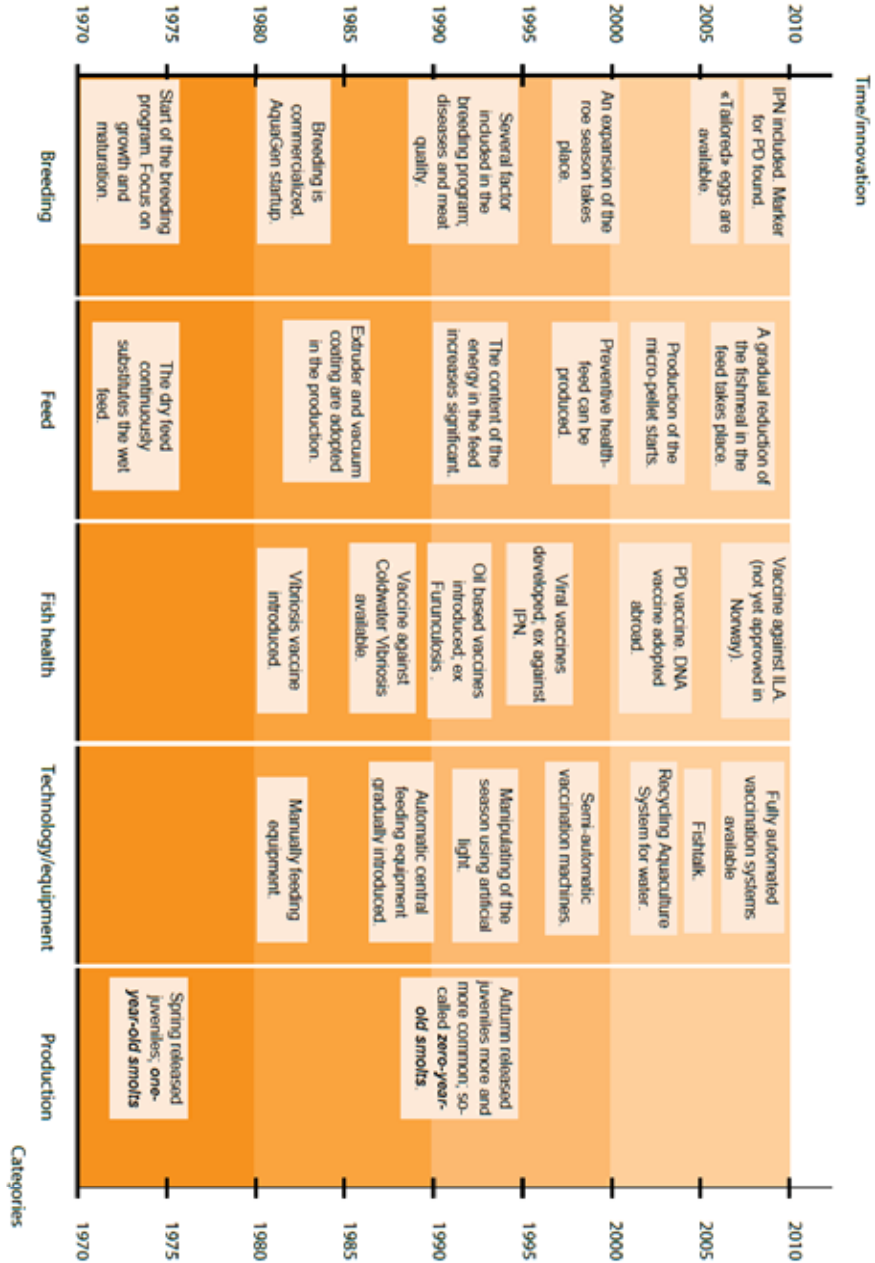 Time/innovation
2010
2005
2000
1995
1990
1985
1980
1975
1970
IPN included. Marker
for PD found.
«Tailored» eggs are
available.
An expansion of the
roe season takes
place.
Several factor
included in the
breeding program;
diseases and meat
quality.
Breeding is
commercialized.
AquaGen startup.
Start of the breeding
program. Focus on
growth and
maturation.
Breeding
A gradual reduction of
the fishmeal in the
feed takes place.
Production of the
micro-pellet starts.
Preventive health-
feed can be
produced.
The content of the
energy in the feed
increases significant.
Extruder and vacuum
coating are adopted
in the production.
The dry feed
continuously
substitutes the wet
feed.
Feed
Vaccine against ILA.
(not yet approved in
Norway).
PD vaccine. DNA
vaccine adopted
abroad.
Viral vaccines
developed; ex against
IPN.
Oil based vaccines
introduced; ex
Furunculosis .
Vaccine against
Coldwater Vibriosis
available.
Vibriosis vaccine
introduced.
Fish health
Fully automated
vaccination systems
available
Fishtalk.
Recycling Aquaculture
System for water.
Semi-automatic
vaccination machines.
Manipulating of the
season using artificial
light.
Automatic central
feeding equipment
gradually introduced.
Manually feeding
equipment.
Technology/equipment
Autumn released
juveniles more and
more common; so-
called zero-year-
old smolts.
Spring released
juveniles; one-
year-old smolts
Production
2010
2005
2000
1995
1990
1985
1980
1975
1970
Categories